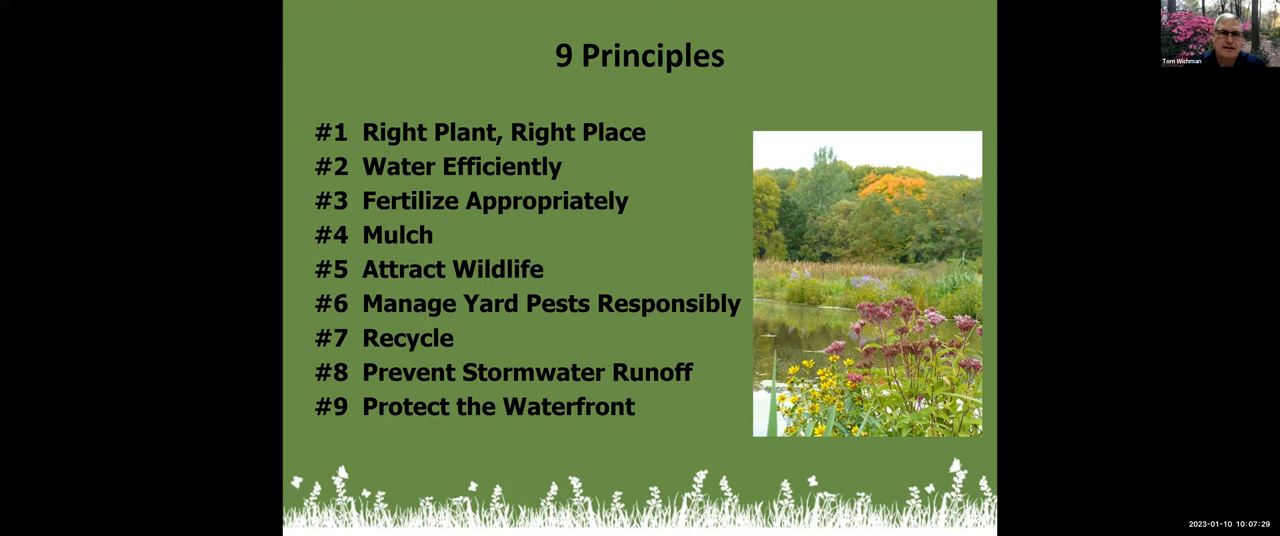 9 Principles
Tom Wichman
#1 Right Plant, Right Place
#2 Water Efficiently
#3 Fertilize Appropriately
#4 Mulch
#5 Attract Wildlife
#6 Manage Yard Pests Responsibly
#7 Recycle
#8 Prevent Stormwater Runoff
#9 Protect the Waterfront
2023-01-10 10:07:29